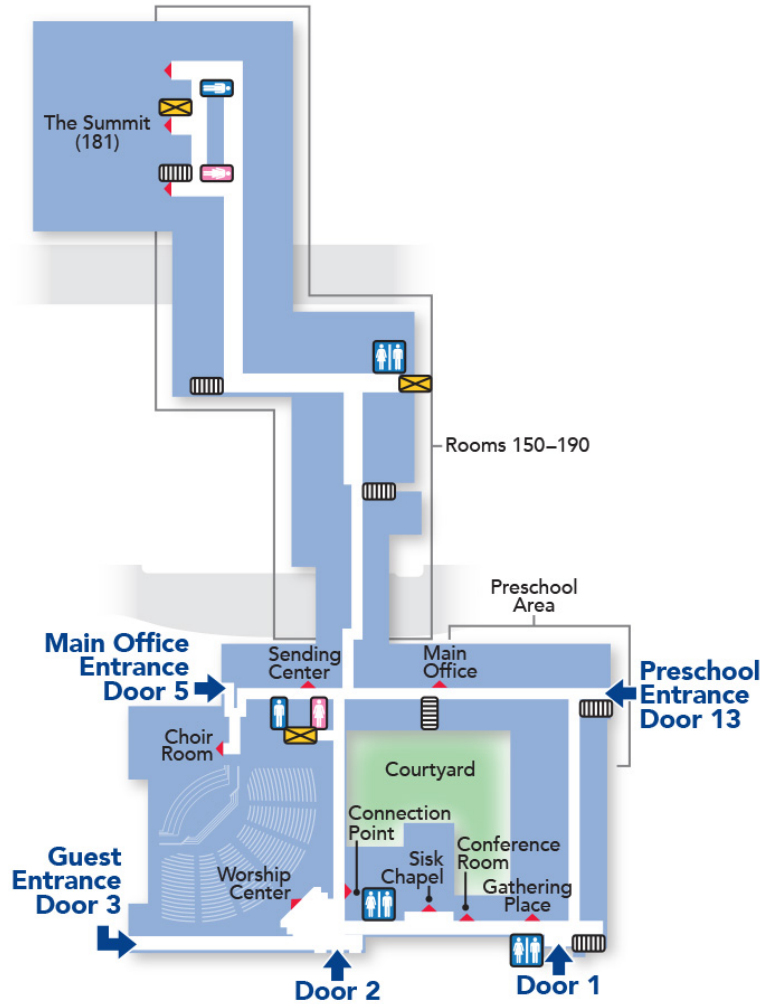 The Summit
(181)
Rooms 150–190
Preschool
Area
Main Office
Entrance
Door 5
Sending
Center
Main
Office
Preschool
Entrance
Door 13
Choir
Room
Courtyard
Connection
Point
Guest
Entrance
Door 3
Worship
Center
Sisk
Chapel
Conference
Room
Gathering
Place
Door 2
Door 1